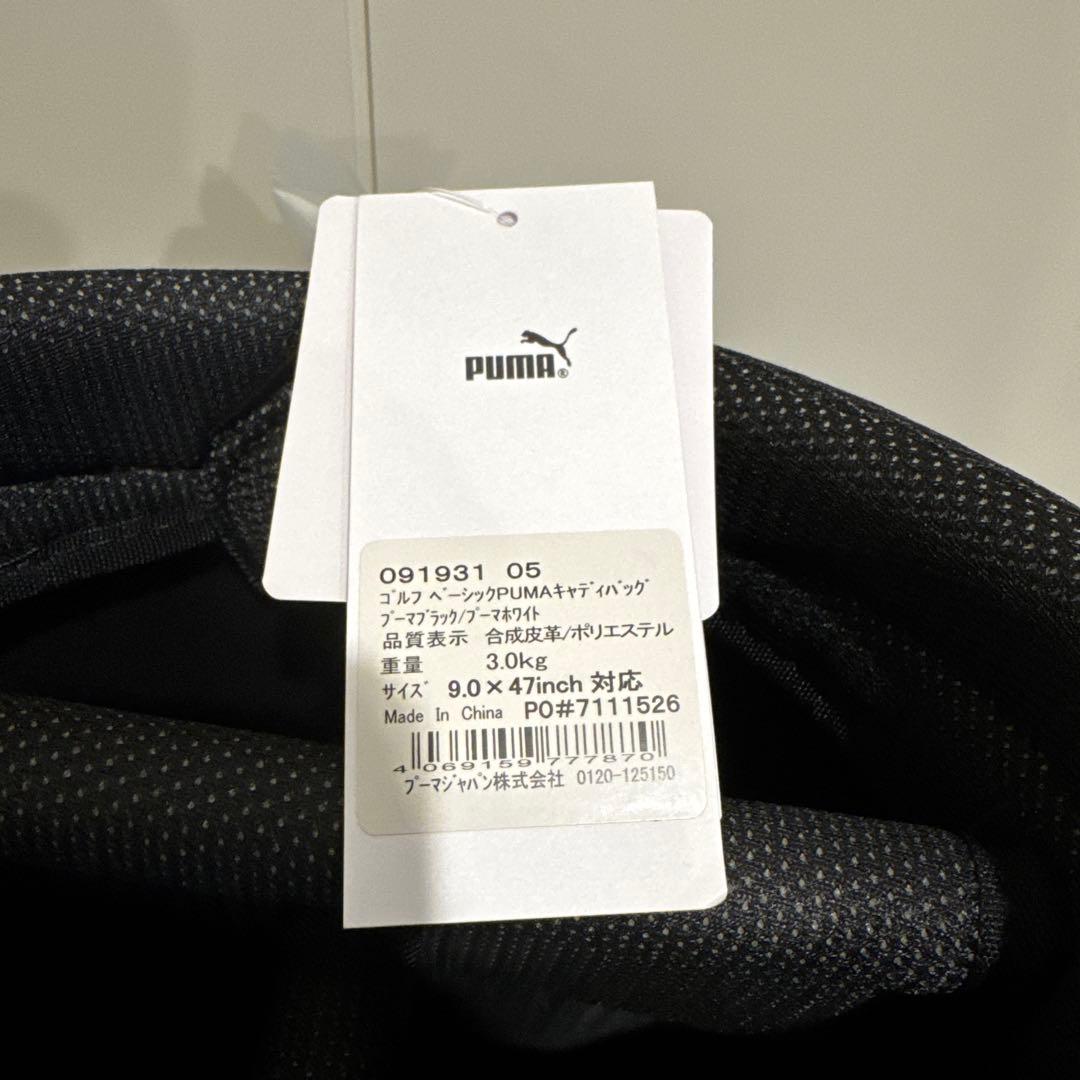 PUMA®
091931 05
ｺﾞﾙﾌ ﾍﾞｰｼｯｸPUMAｷｬﾃﾞｨﾊﾞｯｸﾞ
ﾌﾟｰﾏﾌﾞﾗｯｸ/ﾌﾟｰﾏﾎﾜｲﾄ
品質表示 合成皮革/ポリエステル
重量 3.0kg
ｻｲｽﾞ 9.0×47inch 対応
Made In China PO#7111526
4 069159 777870
ﾌﾟｰﾏｼﾞｬﾊﾟﾝ株式会社 0120-125150